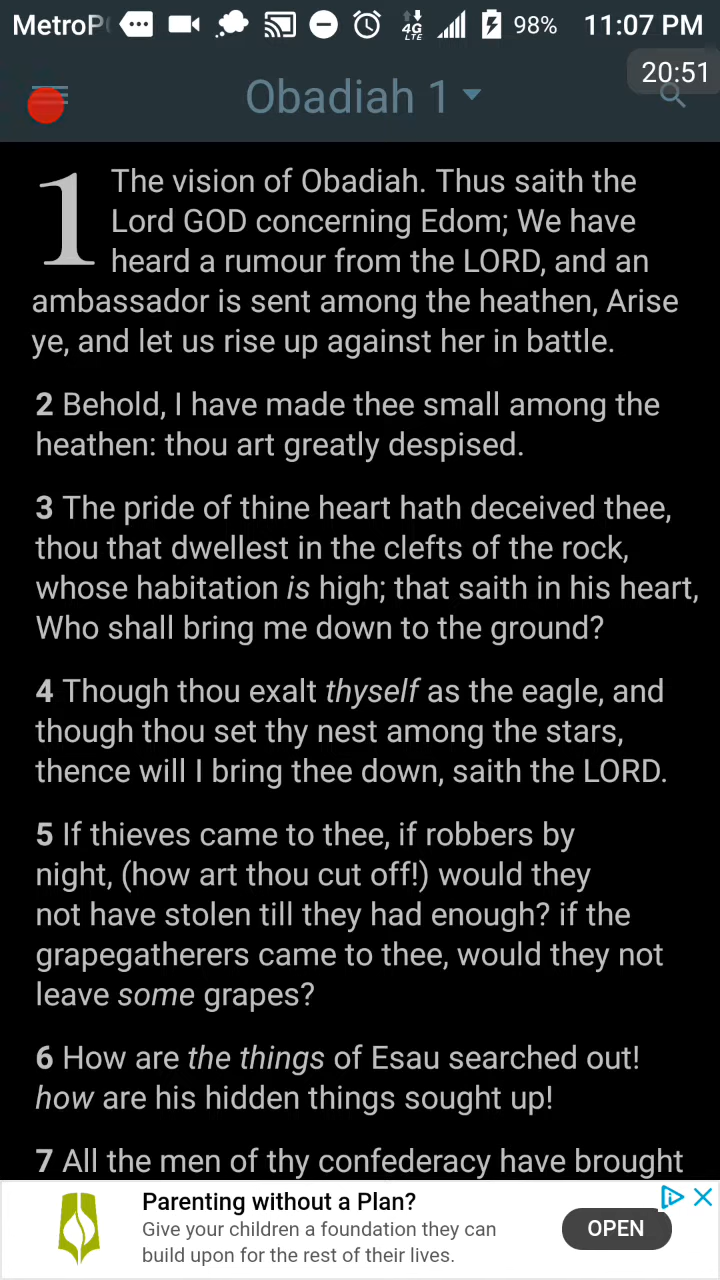 MetroP
98%
11:07 PM
4G
LTE
20:51
Obadiah 1
1 The vision of Obadiah. Thus saith the
Lord GOD concerning Edom; We have
heard a rumour from the LORD, and an
ambassador is sent among the heathen, Arise
ye, and let us rise up against her in battle.
2 Behold, I have made thee small among the
heathen: thou art greatly despised.
3 The pride of thine heart hath deceived thee,
thou that dwellest in the clefts of the rock,
whose habitation is high; that saith in his heart,
Who shall bring me down to the ground?
4 Though thou exalt thyself as the eagle, and
though thou set thy nest among the stars,
thence will I bring thee down, saith the LORD.
5 If thieves came to thee, if robbers by
night, (how art thou cut off!) would they
not have stolen till they had enough? if the
grapegatherers came to thee, would they not
leave some grapes?
6 How are the things of Esau searched out!
how are his hidden things sought up!
7 All the men of thy confederacy have brought
Parenting without a Plan?
Give your children a foundation they can
build upon for the rest of their lives.
OPEN